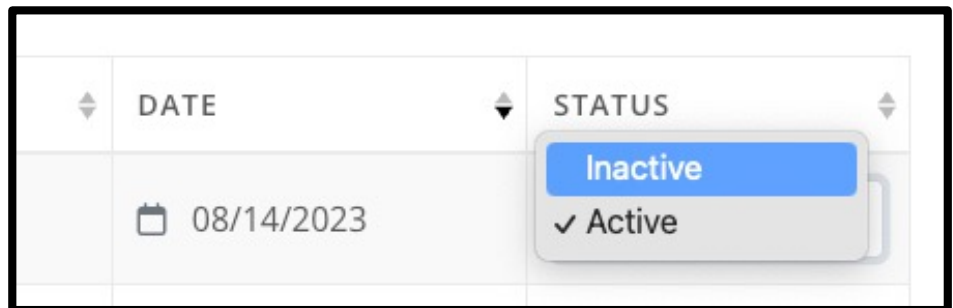 DATE STATUS
Inactive
08/14/2023
✓ Active